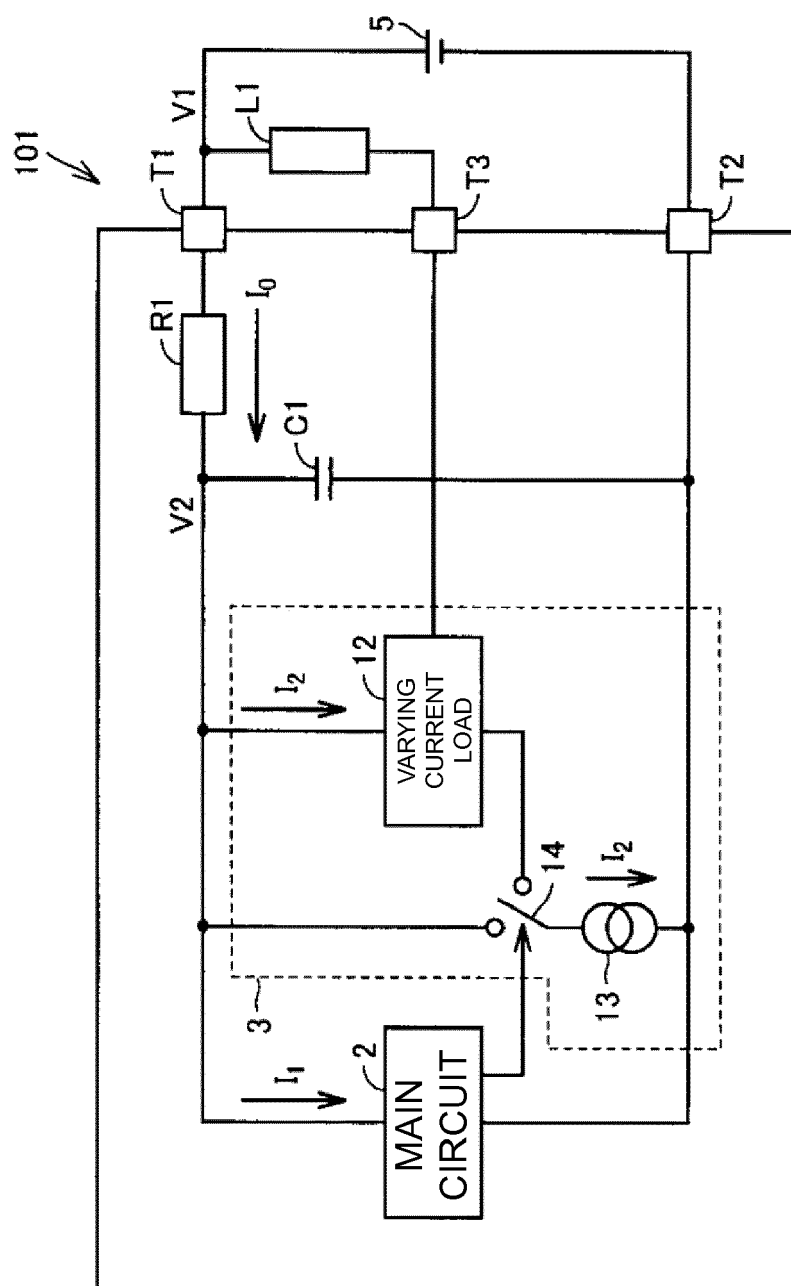 101
T1
V1
L1
5
T3
T2
R1
I₀
V2
C1
I₂
12
VARYING
CURRENT
LOAD
14
I₂
13
3
I₁
2
MAIN
CIRCUIT